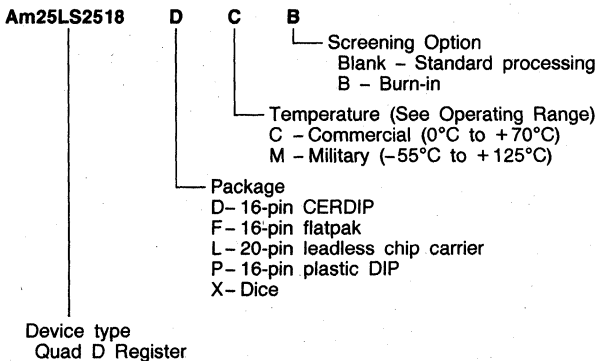 Am25LS2518 D C B
Screening Option
Blank – Standard processing
B – Burn-in
Temperature (See Operating Range)
C – Commercial (0°C to +70°C)
M – Military (–55°C to +125°C)
Package
D– 16-pin CERDIP
F– 16-pin flatpak
L– 20-pin leadless chip carrier
P– 16-pin plastic DIP
X– Dice
Device type
Quad D Register